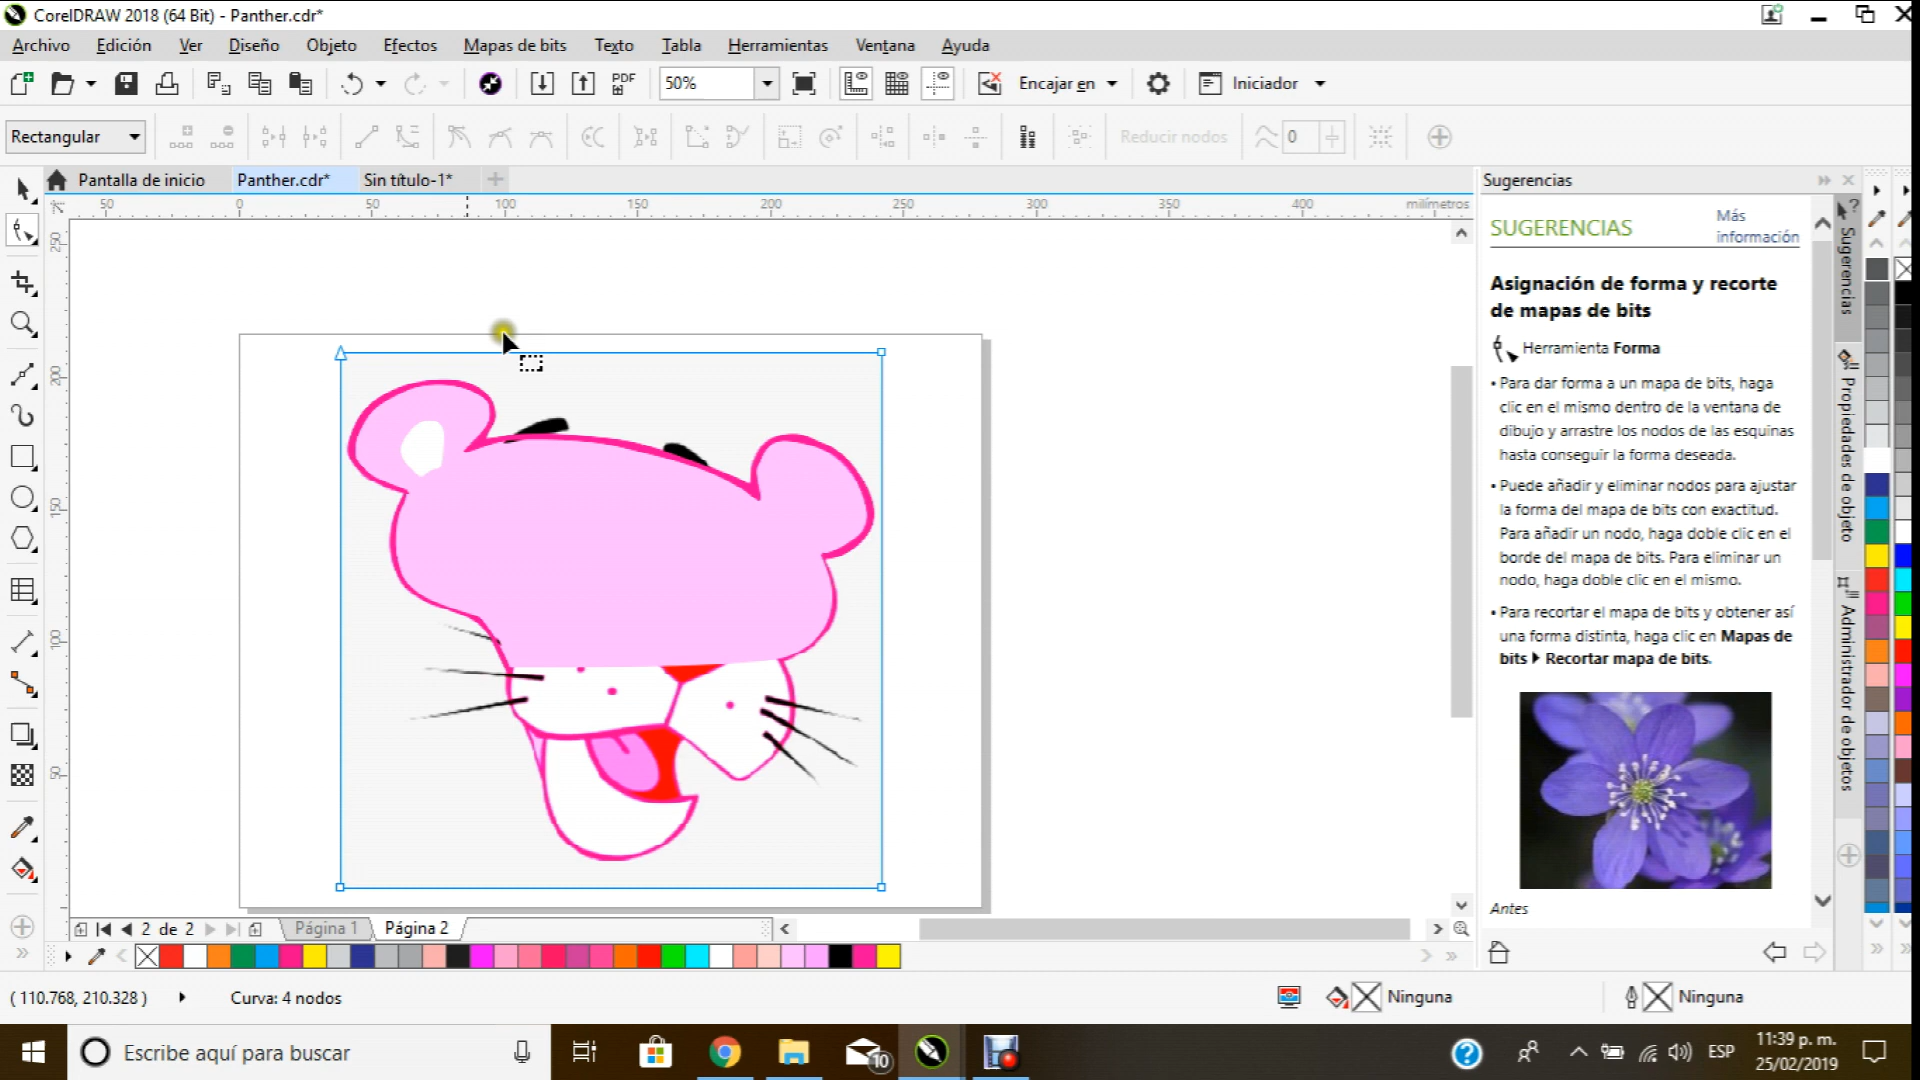 CorelDRAW 2018 (64 Bit) - Panther.cdr*
Archivo Edición Ver Diseño Objeto Efectos Mapas de bits Texto Tabla Herramientas Ventana Ayuda
PDF 50% Encajar en Iniciador
Rectangular Reducir nodos 0
Pantalla de inicio Panther.cdr* Sin título-1*
50 0 50 100 150 200 250 300 350 400 milímetros
250
200
150
100
50
Sugerencias
SUGERENCIAS
Más
información
Asignación de forma y recorte
de mapas de bits
Herramienta Forma
• Para dar forma a un mapa de bits, haga
clic en el mismo dentro de la ventana de
dibujo y arrastre los nodos de las esquinas
hasta conseguir la forma deseada.
• Puede añadir y eliminar nodos para ajustar
la forma del mapa de bits con exactitud.
Para añadir un nodo, haga doble clic en el
borde del mapa de bits. Para eliminar un
nodo, haga doble clic en el mismo.
• Para recortar el mapa de bits y obtener así
una forma distinta, haga clic en Mapas de
bits ▶ Recortar mapa de bits.
Antes
Sugerencias
Propiedades de objeto
Administrador de objetos
2 de 2 Página 1 Página 2
( 110.768, 210.328 ) Curva: 4 nodos Ninguna Ninguna
Escribe aquí para buscar
10
ESP
11:39 p. m.
25/02/2019